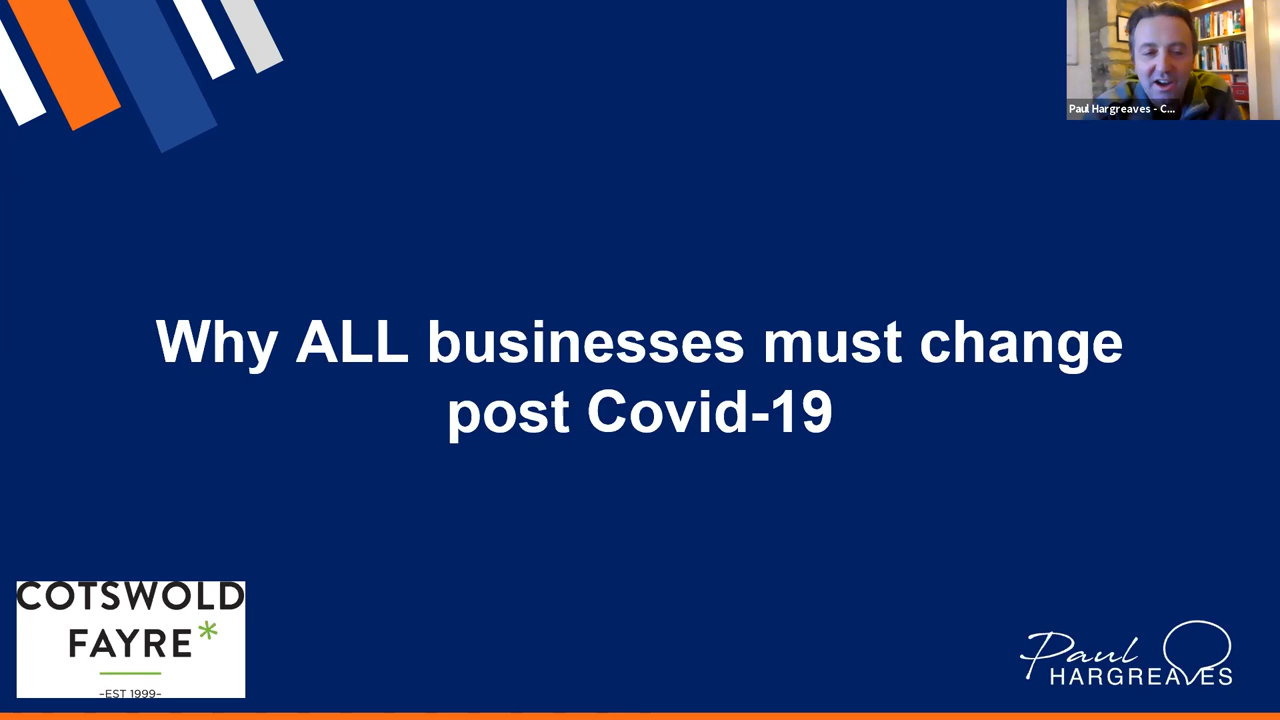 Paul Hargreaves - C...
Why ALL businesses must change
post Covid-19
COTSWOLD
FAYRE*
-EST 1999-
Paul
HARGREAVES